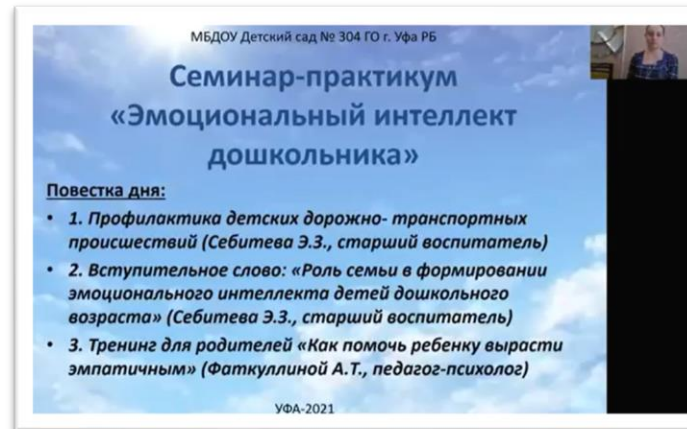 МБДОУ Детский сад № 304 ГО г. Уфа РБ
Семинар-практикум
«Эмоциональный интеллект
дошкольника»
Повестка дня:
• 1. Профилактика детских дорожно- транспортных
происшествий (Себитева Э.З., старший воспитатель)
• 2. Вступительное слово: «Роль семьи в формировании
эмоционального интеллекта детей дошкольного
возраста» (Себитева Э.З., старший воспитатель)
• 3. Тренинг для родителей «Как помочь ребенку вырасти
эмпатичным» (Фаткуллиной А.Т., педагог-психолог)
УФА-2021